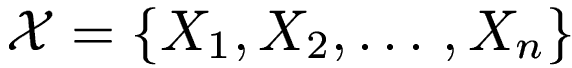 𝒳 = {X₁, X₂, . . . , Xₙ}